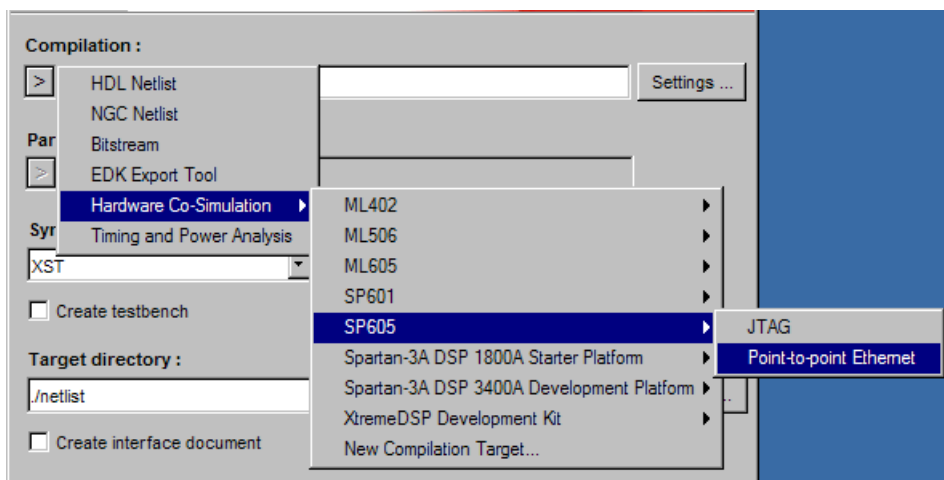 Compilation :
>
HDL Netlist
Settings ...
NGC Netlist
Par
Bitstream
>
EDK Export Tool
Hardware Co-Simulation
ML402
Timing and Power Analysis
ML506
XST
ML605
SP601
Create testbench
SP605
JTAG
Target directory :
Spartan-3A DSP 1800A Starter Platform
Point-to-point Ethernet
./netlist
Spartan-3A DSP 3400A Development Platform
XtremeDSP Development Kit
Create interface document
New Compilation Target...